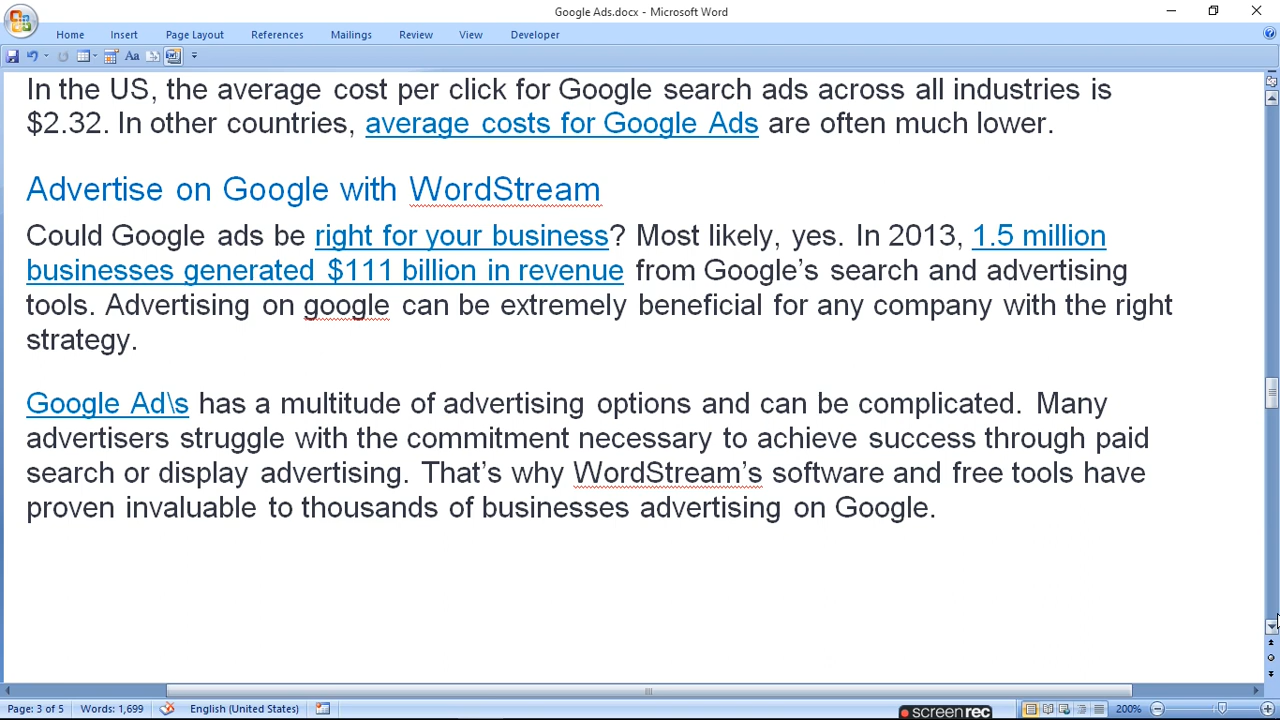 Google Ads.docx - Microsoft Word
Home Insert Page Layout References Mailings Review View Developer
Aa
In the US, the average cost per click for Google search ads across all industries is
$2.32. In other countries, average costs for Google Ads are often much lower.
Advertise on Google with WordStream
Could Google ads be right for your business? Most likely, yes. In 2013, 1.5 million
businesses generated $111 billion in revenue from Google’s search and advertising
tools. Advertising on google can be extremely beneficial for any company with the right
strategy.
Google Ad\s has a multitude of advertising options and can be complicated. Many
advertisers struggle with the commitment necessary to achieve success through paid
search or display advertising. That’s why WordStream’s software and free tools have
proven invaluable to thousands of businesses advertising on Google.
Page: 3 of 5 Words: 1,699 English (United States) screenrec 200%